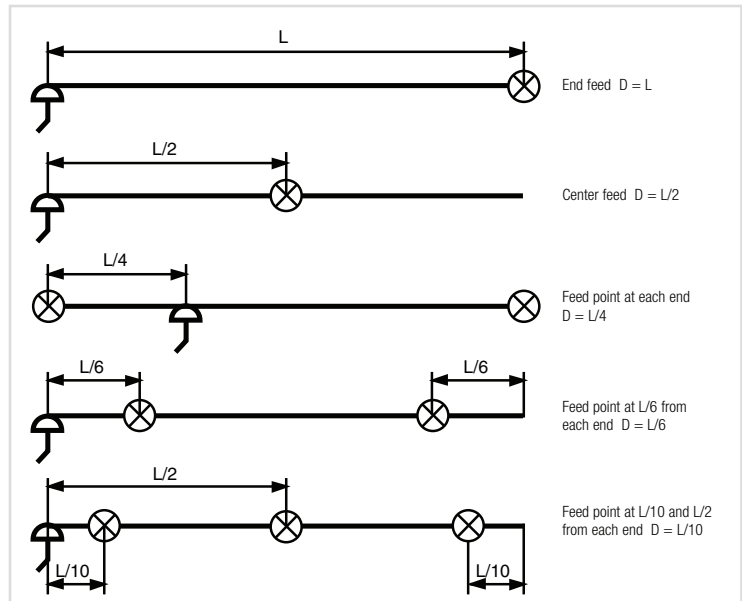 L
End feed D = L
L/2
Center feed D = L/2
L/4
Feed point at each end
D = L/4
L/6
L/6
Feed point at L/6 from
each end D = L/6
L/2
Feed point at L/10 and L/2
from each end D = L/10
L/10
L/10